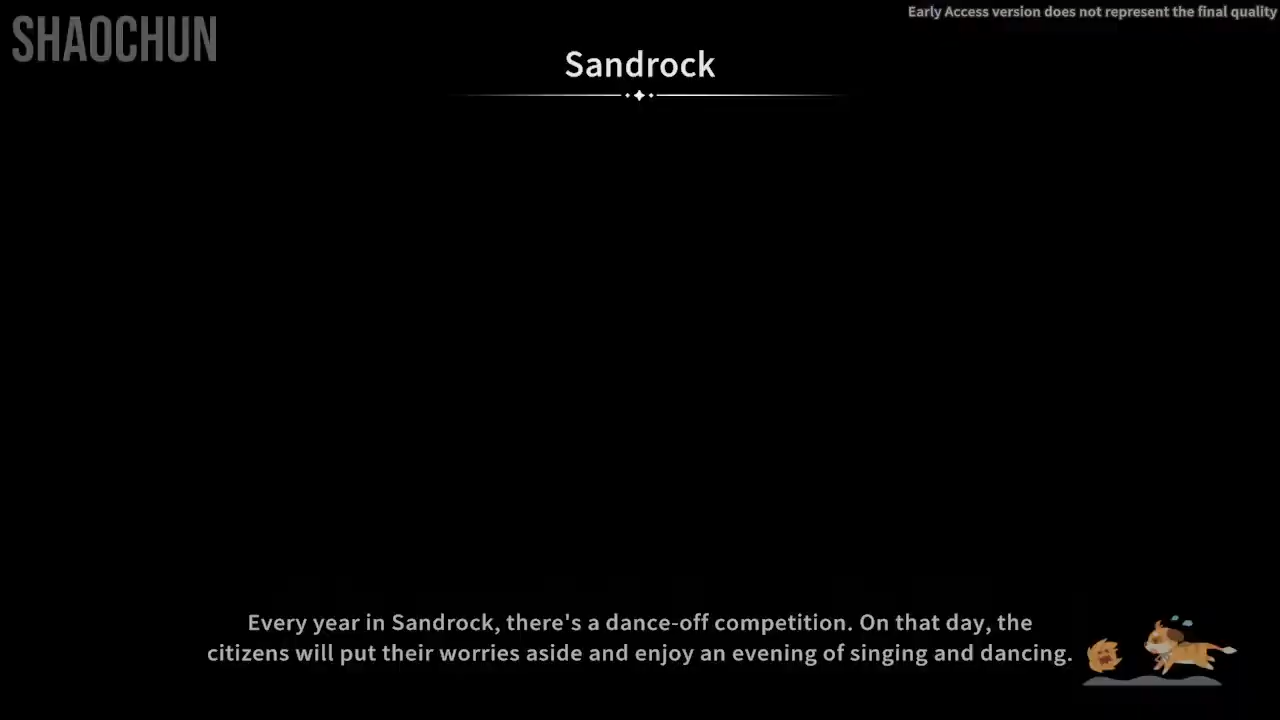 SHAOCHUN
Early Access version does not represent the final quality
Sandrock
Every year in Sandrock, there's a dance-off competition. On that day, the
citizens will put their worries aside and enjoy an evening of singing and dancing.